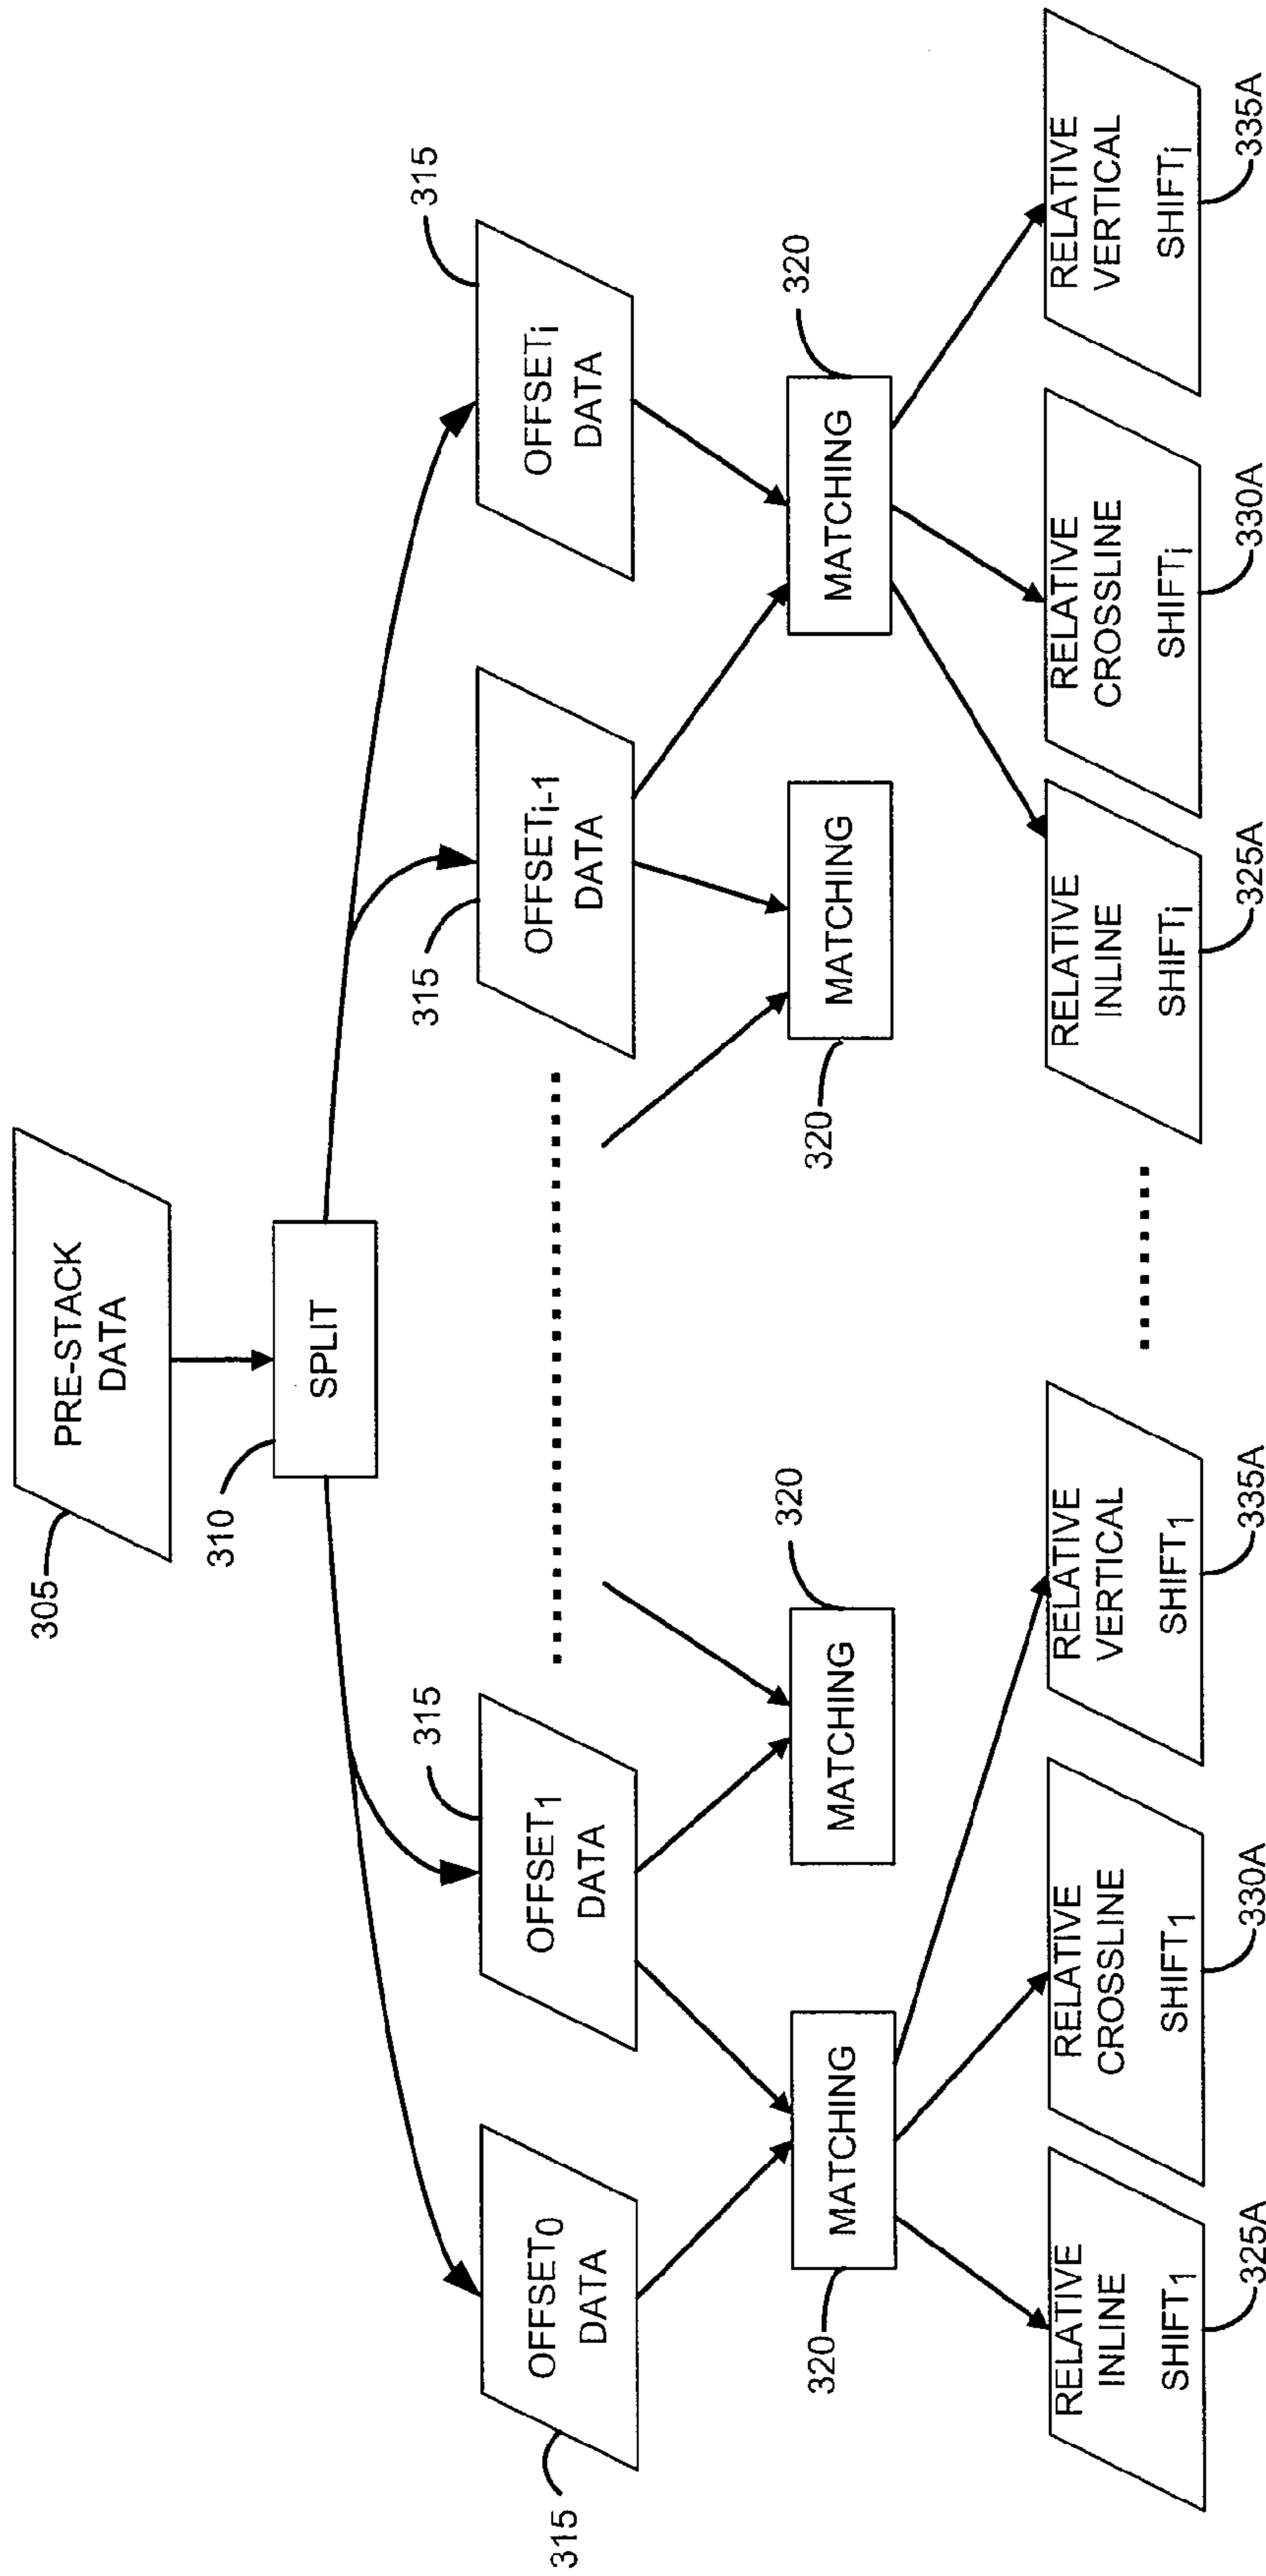 305
PRE-STACK
DATA
310
SPLIT
315
OFFSET0
DATA
315
OFFSET1
DATA
315
OFFSETi-1
DATA
315
OFFSETi
DATA
320
MATCHING
320
MATCHING
320
MATCHING
320
MATCHING
RELATIVE
INLINE
SHIFT1
325A
RELATIVE
CROSSLINE
SHIFT1
330A
RELATIVE
VERTICAL
SHIFT1
335A
RELATIVE
INLINE
SHIFTi
325A
RELATIVE
CROSSLINE
SHIFTi
330A
RELATIVE
VERTICAL
SHIFTi
335A